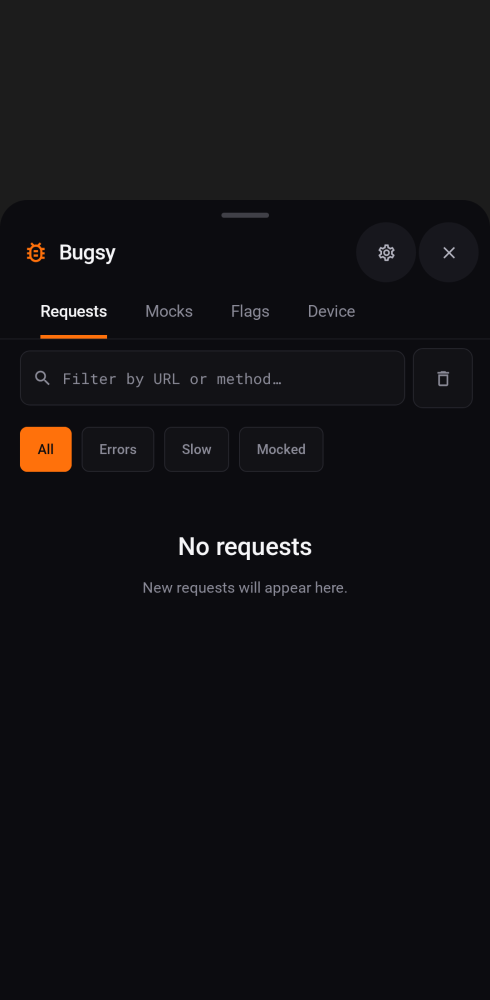 Bugsy
Requests Mocks Flags Device
Filter by URL or method…
All Errors Slow Mocked
No requests
New requests will appear here.